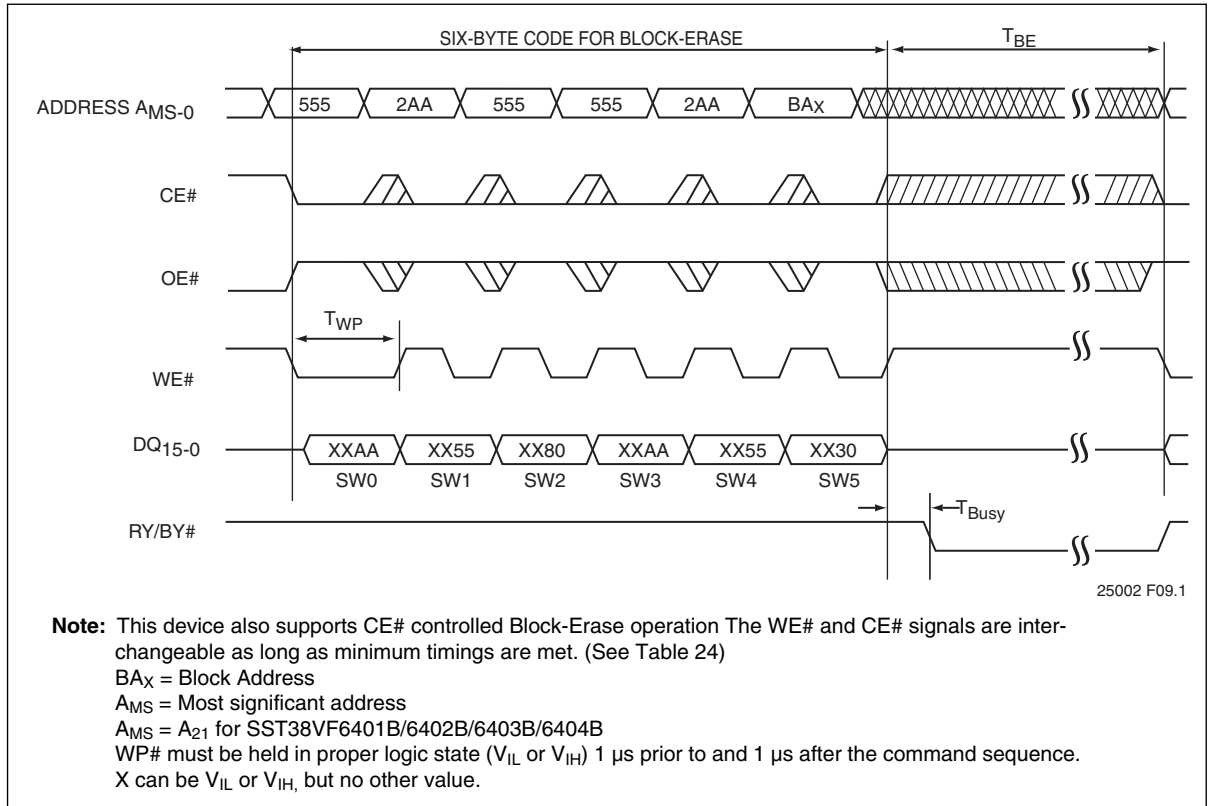 SIX-BYTE CODE FOR BLOCK-ERASE
TBE
ADDRESS AMS-0
555 2AA 555 555 2AA BAX
CE#
OE#
TWP
WE#
DQ15-0
XXAA XX55 XX80 XXAA XX55 XX30
SW0 SW1 SW2 SW3 SW4 SW5
TBusy
RY/BY#
25002 F09.1
Note: This device also supports CE# controlled Block-Erase operation The WE# and CE# signals are inter-
changeable as long as minimum timings are met. (See Table 24)
BAX = Block Address
AMS = Most significant address
AMS = A21 for SST38VF6401B/6402B/6403B/6404B
WP# must be held in proper logic state (VIL or VIH) 1 µs prior to and 1 µs after the command sequence.
X can be VIL or VIH, but no other value.